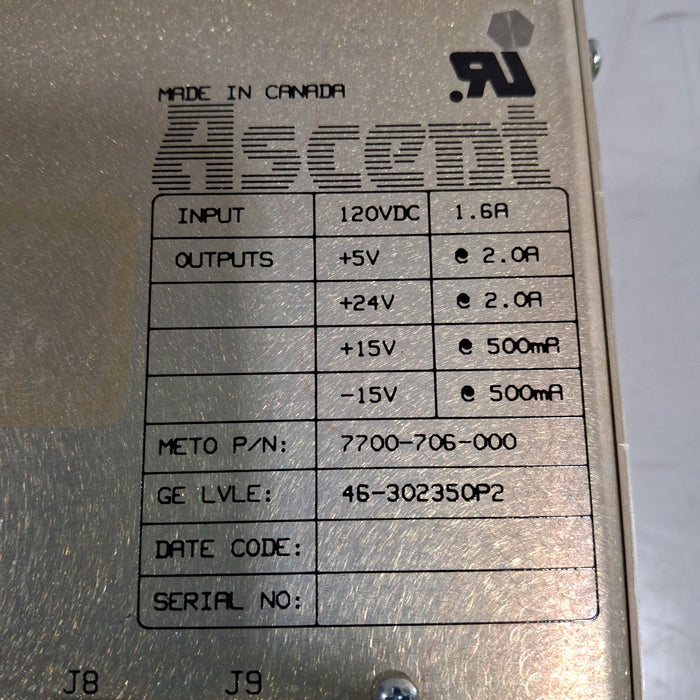 MADE IN CANADA
Ascent
INPUT 120VDC 1.6A
OUTPUTS +5V @ 2.0A
+24V @ 2.0A
+15V @ 500mA
-15V @ 500mA
METO P/N: 7700-706-000
GE LVLE: 46-302350P2
DATE CODE:
SERIAL NO:
J8 J9